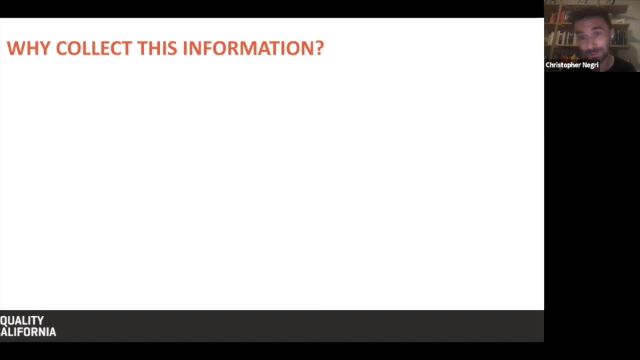 WHY COLLECT THIS INFORMATION?
Christopher Negri
QUALITY
ALIFORNIA